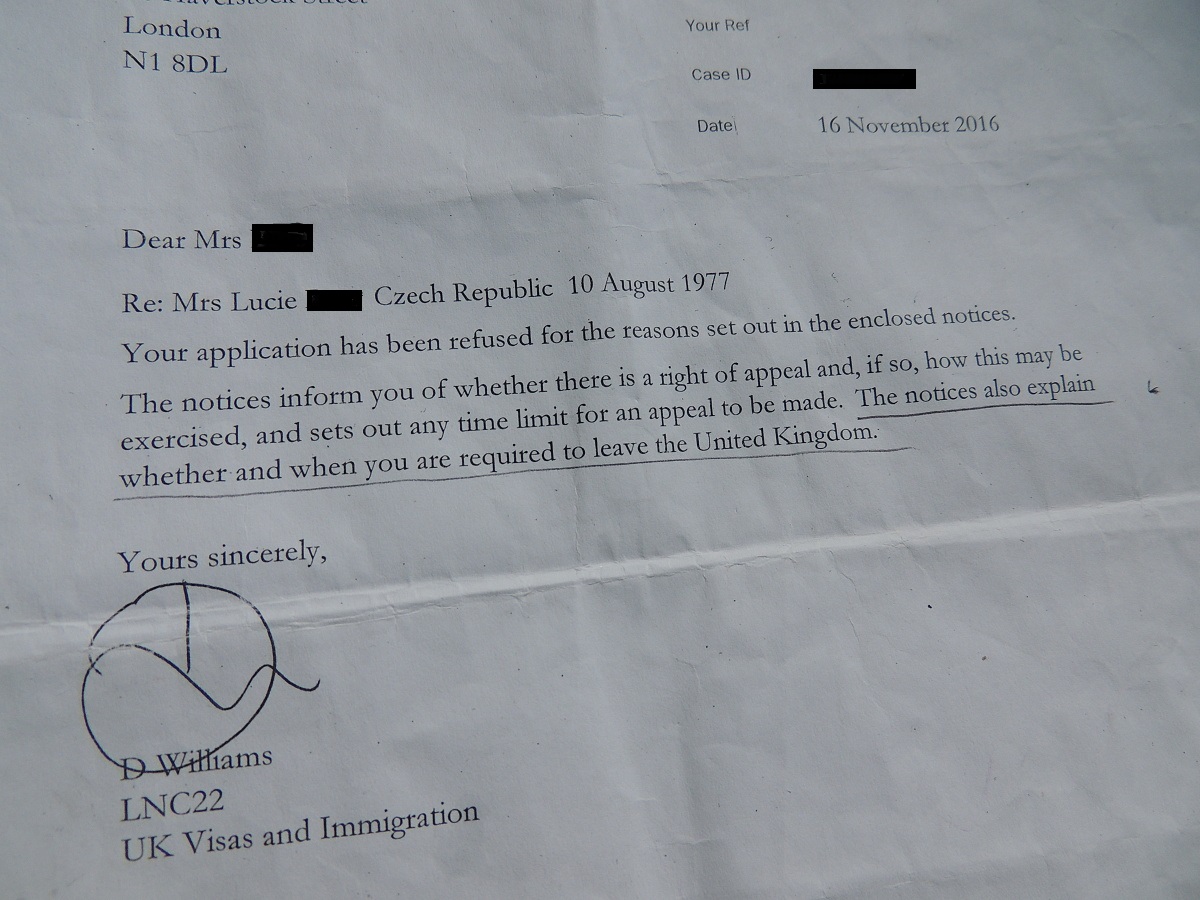 Street
London
N1 8DL
Your Ref
Case ID
Date
16 November 2016
Dear Mrs
Re: Mrs Lucie Czech Republic 10 August 1977
Your application has been refused for the reasons set out in the enclosed notices.
The notices inform you of whether there is a right of appeal and, if so, how this may be
exercised, and sets out any time limit for an appeal to be made. The notices also explain
whether and when you are required to leave the United Kingdom.
Yours sincerely,
D Williams
LNC22
UK Visas and Immigration